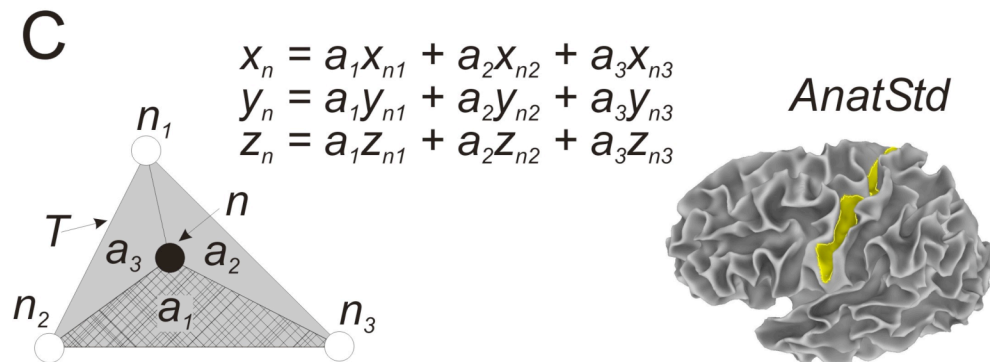 C
xₙ = a₁xₙ₁ + a₂xₙ₂ + a₃xₙ₃
yₙ = a₁yₙ₁ + a₂yₙ₂ + a₃yₙ₃
zₙ = a₁zₙ₁ + a₂zₙ₂ + a₃zₙ₃
AnatStd
n₁
n
T
a₃
a₂
a₁
n₂
n₃